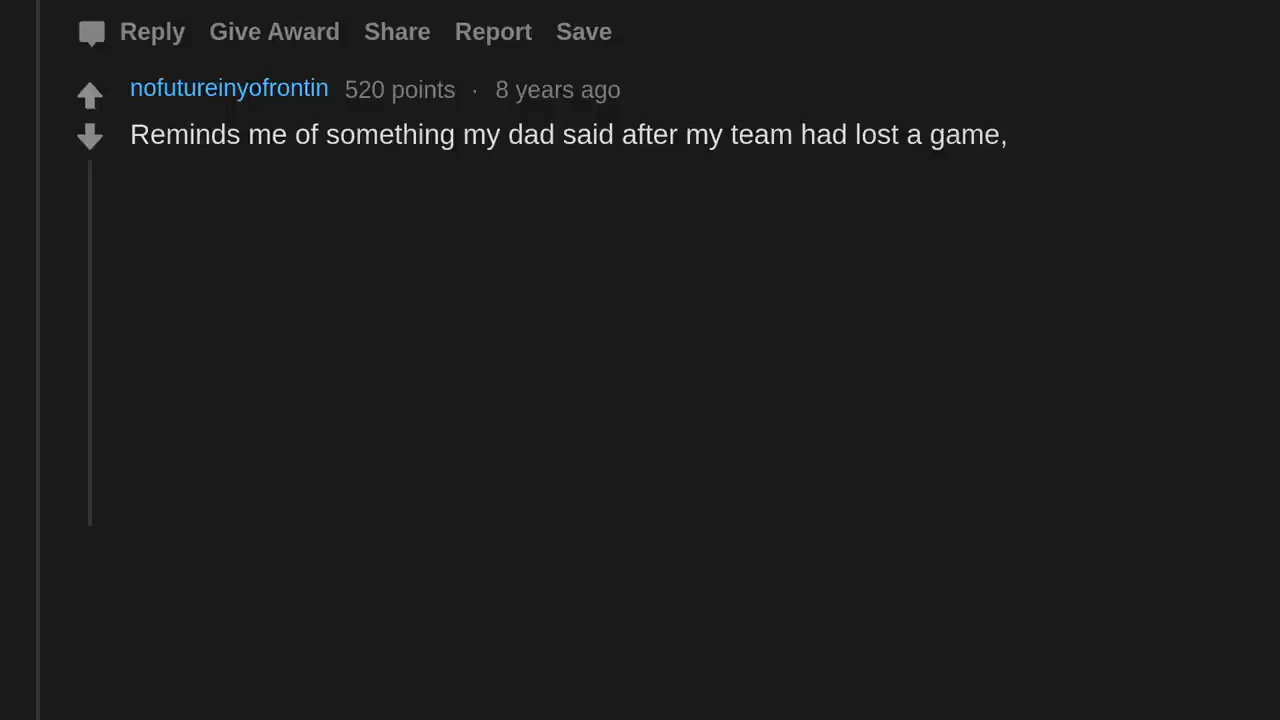 Reply Give Award Share Report Save
nofutureinyofrontin 520 points · 8 years ago
Reminds me of something my dad said after my team had lost a game,